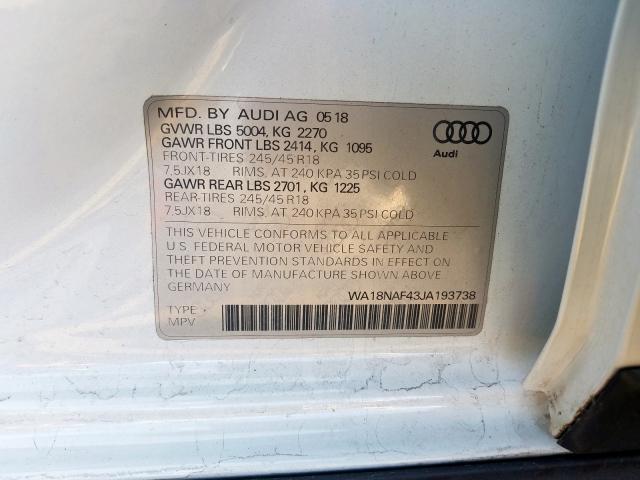 MFD. BY AUDI AG 05 18
GVWR LBS 5004, KG 2270
GAWR FRONT LBS 2414, KG 1095
FRONT-TIRES 245/45 R18
7,5JX18 RIMS, AT 240 KPA 35 PSI COLD
GAWR REAR LBS 2701, KG 1225
REAR-TIRES 245/45 R18
7,5JX18 RIMS, AT 240 KPA 35 PSI COLD
Audi
THIS VEHICLE CONFORMS TO ALL APPLICABLE
U.S. FEDERAL MOTOR VEHICLE SAFETY AND
THEFT PREVENTION STANDARDS IN EFFECT ON
THE DATE OF MANUFACTURE SHOWN ABOVE
GERMANY
WA18NAF43JA193738
TYPE •
MPV